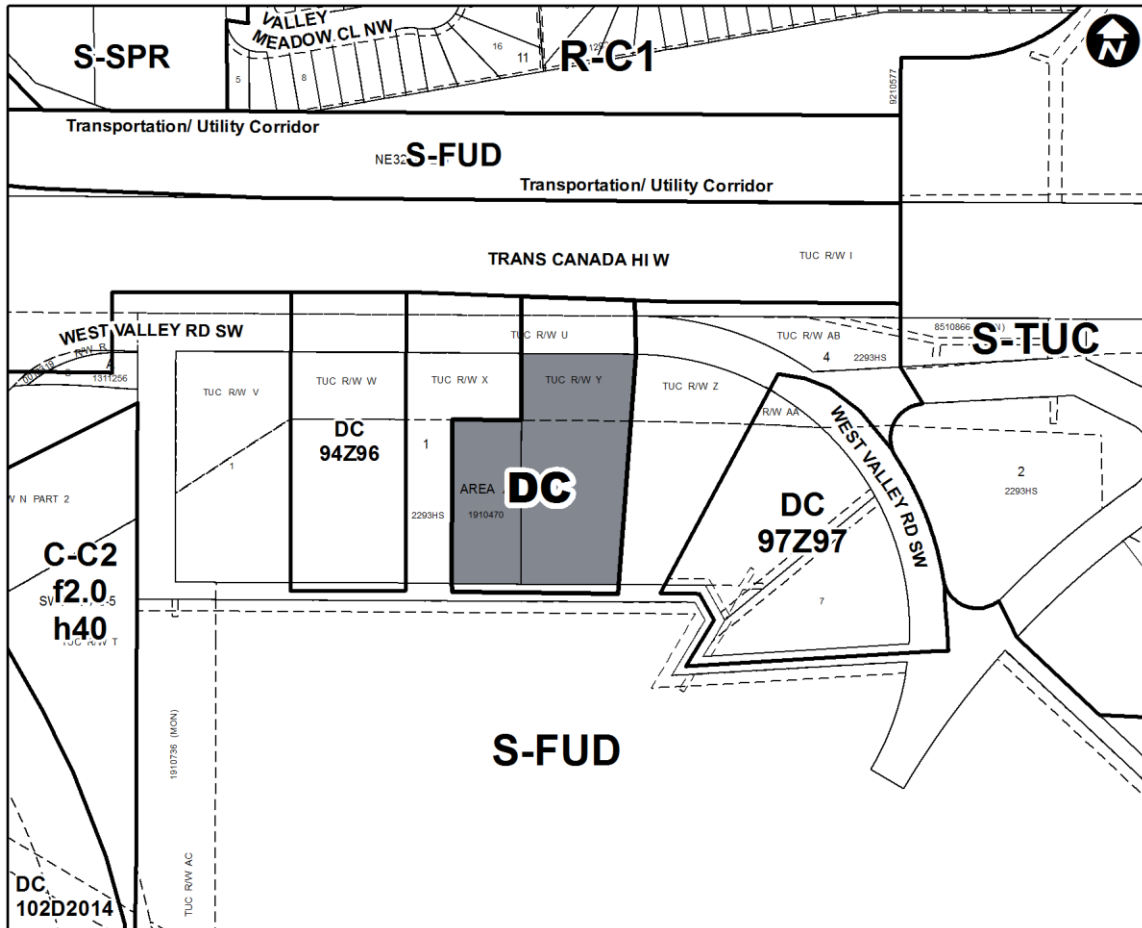 VALLEY
MEADOW CL NW
S-SPR
R-C1
N
16
11
5
8
9210577
Transportation/ Utility Corridor
NE32
S-FUD
Transportation/ Utility Corridor
TRANS CANADA HI W
TUC R/W I
WEST VALLEY RD SW
TUC R/W U
TUC R/W AB
8510866
S-TUC
4
2293HS
R/W R
A
1311256
TUC R/W V
TUC R/W W
TUC R/W X
TUC R/W Y
TUC R/W Z
R/W AA
WEST VALLEY RD SW
DC
94Z96
1
1
AREA
DC
1910470
2293HS
DC
97Z97
2
2293HS
W N PART 2
C-C2
f2.0
h40
TUC R/W T
7
1910736 (MON)
S-FUD
TUC R/W AC
DC
102D2014